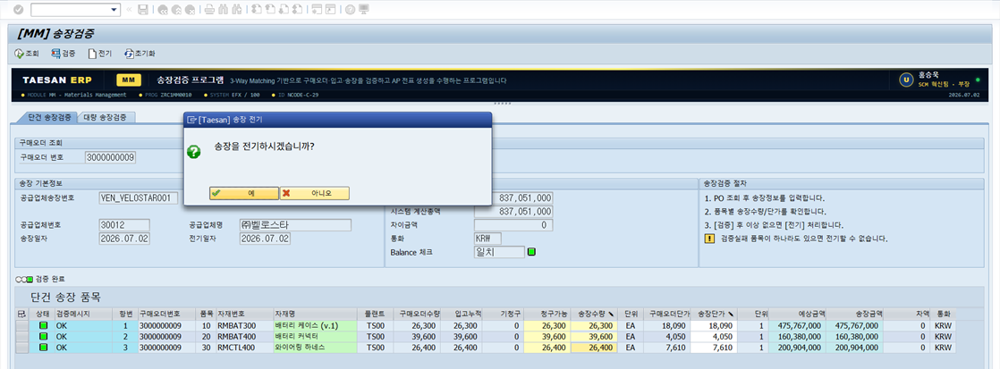 [MM] 송장검증
조회 검증 전기 초기화
TAESAN ERP MM 송장검증 프로그램 3-Way Matching 기반으로 구매오더·입고·송장을 검증하고 AP 전표 생성을 수행하는 프로그램입니다 U 홍승욱
SCM 혁신팀 - 부장
MODULE MM - Materials Management PROG ZRC1MM0010 SYSTEM EFX / 100 ID NCODE-C-29 2026.07.02
단건 송장검증 대량 송장검증
[Taesan] 송장 전기
송장을 전기하시겠습니까?
예 아니오
구매오더 조회
구매오더 번호 3000000009
송장 기본정보 송장검증 절차
공급업체송장번호 YEN_YELOSTAR001 837,051,000 1. PO 조회 후 송장정보를 입력합니다.
시스템 계산총액 837,051,000 2. 품목별 송장수량/단가를 확인합니다.
공급업체번호 30012 공급업체명 ㈜벨로스타 차이금액 0 3. [검증] 후 이상 없으면 [전기] 처리합니다.
송장일자 2026.07.02 전기일자 2026.07.02 통화 KRW ! 검증실패 품목이 하나라도 있으면 전기할 수 없습니다.
Balance 체크 일치
검증 완료
단건 송장 품목
상태 검증메시지 항번 구매오더번호 품목 자재번호 자재명 플랜트 구매오더수량 입고누적 기청구 청구가능 송장수량 단위 구매오더단가 송장단가 단위 예상금액 송장금액 차액 통화
OK 1 3000000009 10 RMBAT300 배터리 케이스 (v.1) TS00 26,300 26,300 0 26,300 26,300 EA 18,090 18,090 1 475,767,000 475,767,000 0 KRW
OK 2 3000000009 20 RMBAT400 배터리 커넥터 TS00 39,600 39,600 0 39,600 39,600 EA 4,050 4,050 1 160,380,000 160,380,000 0 KRW
OK 3 3000000009 30 RMCTL400 와이어링 하네스 TS00 26,400 26,400 0 26,400 26,400 EA 7,610 7,610 1 200,904,000 200,904,000 0 KRW